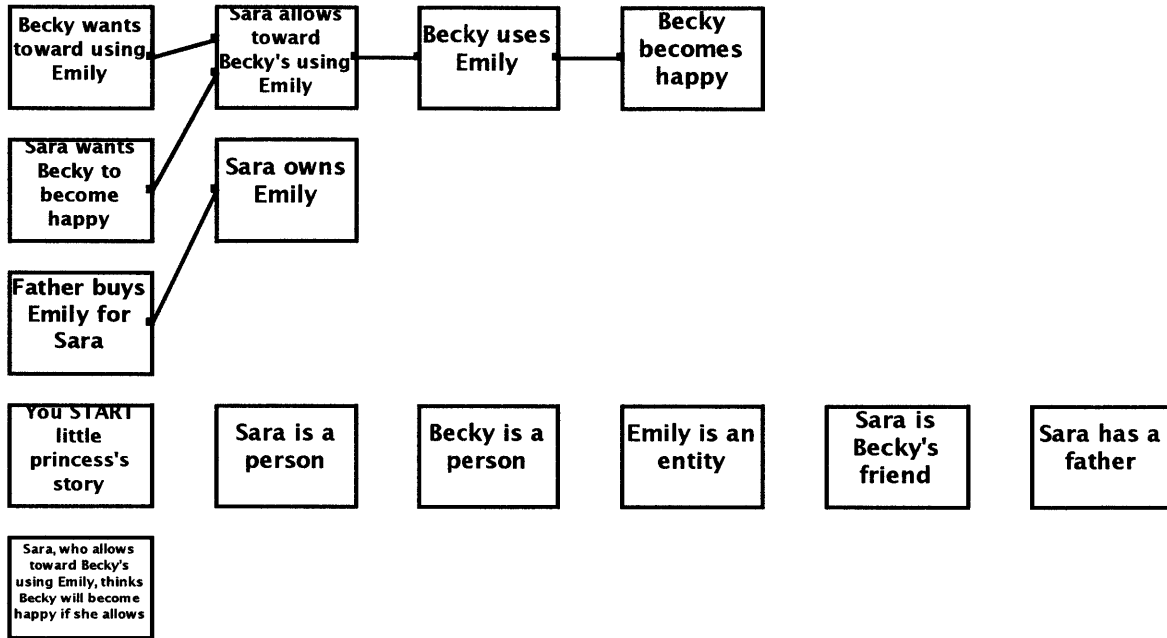 Becky wants
toward using
Emily
Sara allows
toward
Becky's using
Emily
Becky uses
Emily
Becky
becomes
happy
Sara wants
Becky to
become
happy
Sara owns
Emily
Father buys
Emily for
Sara
You START
little
princess's
story
Sara is a
person
Becky is a
person
Emily is an
entity
Sara is
Becky's
friend
Sara has a
father
Sara, who allows
toward Becky's
using Emily, thinks
Becky will become
happy if she allows